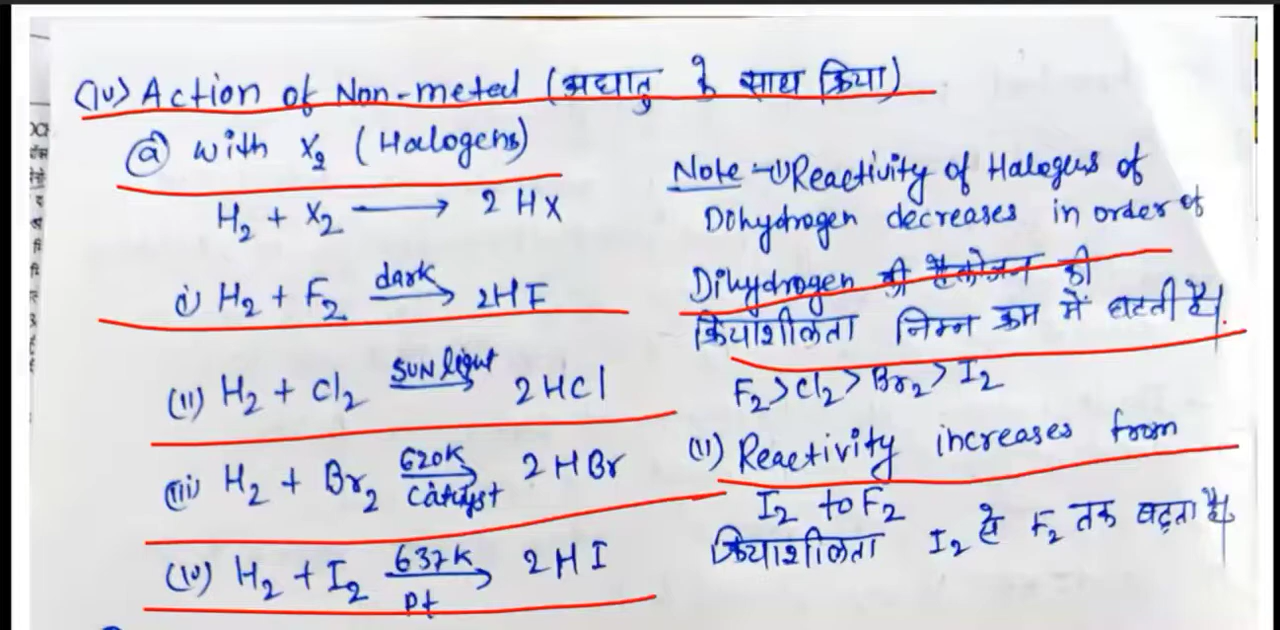 (iv) Action of Non-meted (अधातु के साथ क्रिया)
ⓐ with X₂ (Halogens)
H₂ + X₂ ⟶ 2HX
i) H₂ + F₂ dark⟶ 2HF
(ii) H₂ + Cl₂ SUN light⟶ 2HCl
(iii) H₂ + Br₂ 620K⟶ Catalyst 2HBr
(iv) H₂ + I₂ 637K⟶ Pt 2HI
Note -(i) Reactivity of Halogens of
Dihydrogen decreases in order of
Dihydrogen की हैलोजन की
क्रियाशीलता निम्न क्रम में घटती है।
F₂ > Cl₂ > Br₂ > I₂
(ii) Reactivity increases from
I₂ to F₂
क्रियाशीलता I₂ से F₂ तक बढ़ता है।